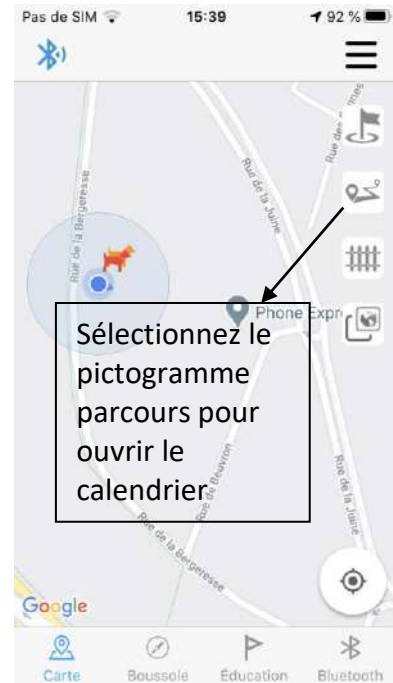 Pas de SIM 15:39 92 %
Rue des
Rue de la Juine
Rue de la Bergeresse
Phone Expr
Sélectionnez le
pictogramme
parcours pour
ouvrir le
calendrier
Rue de Beuvron
Rue de la Juine
Rue de la Bergeresse
Google
Carte Boussole Éducation Bluetooth